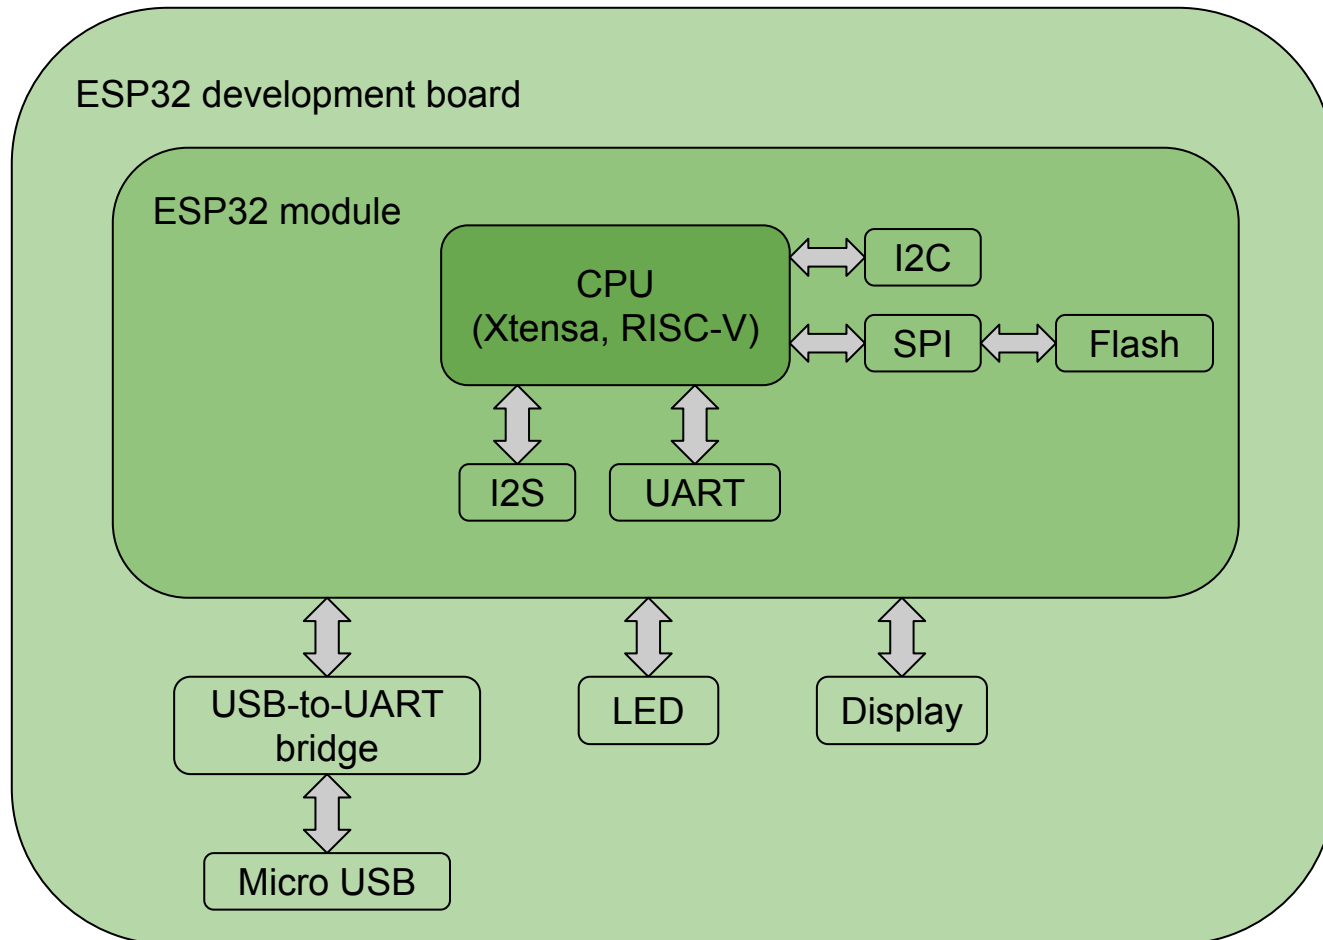 ESP32 development board
ESP32 module
CPU
(Xtensa, RISC-V)
I2C
SPI
Flash
I2S
UART
USB-to-UART
bridge
LED
Display
Micro USB